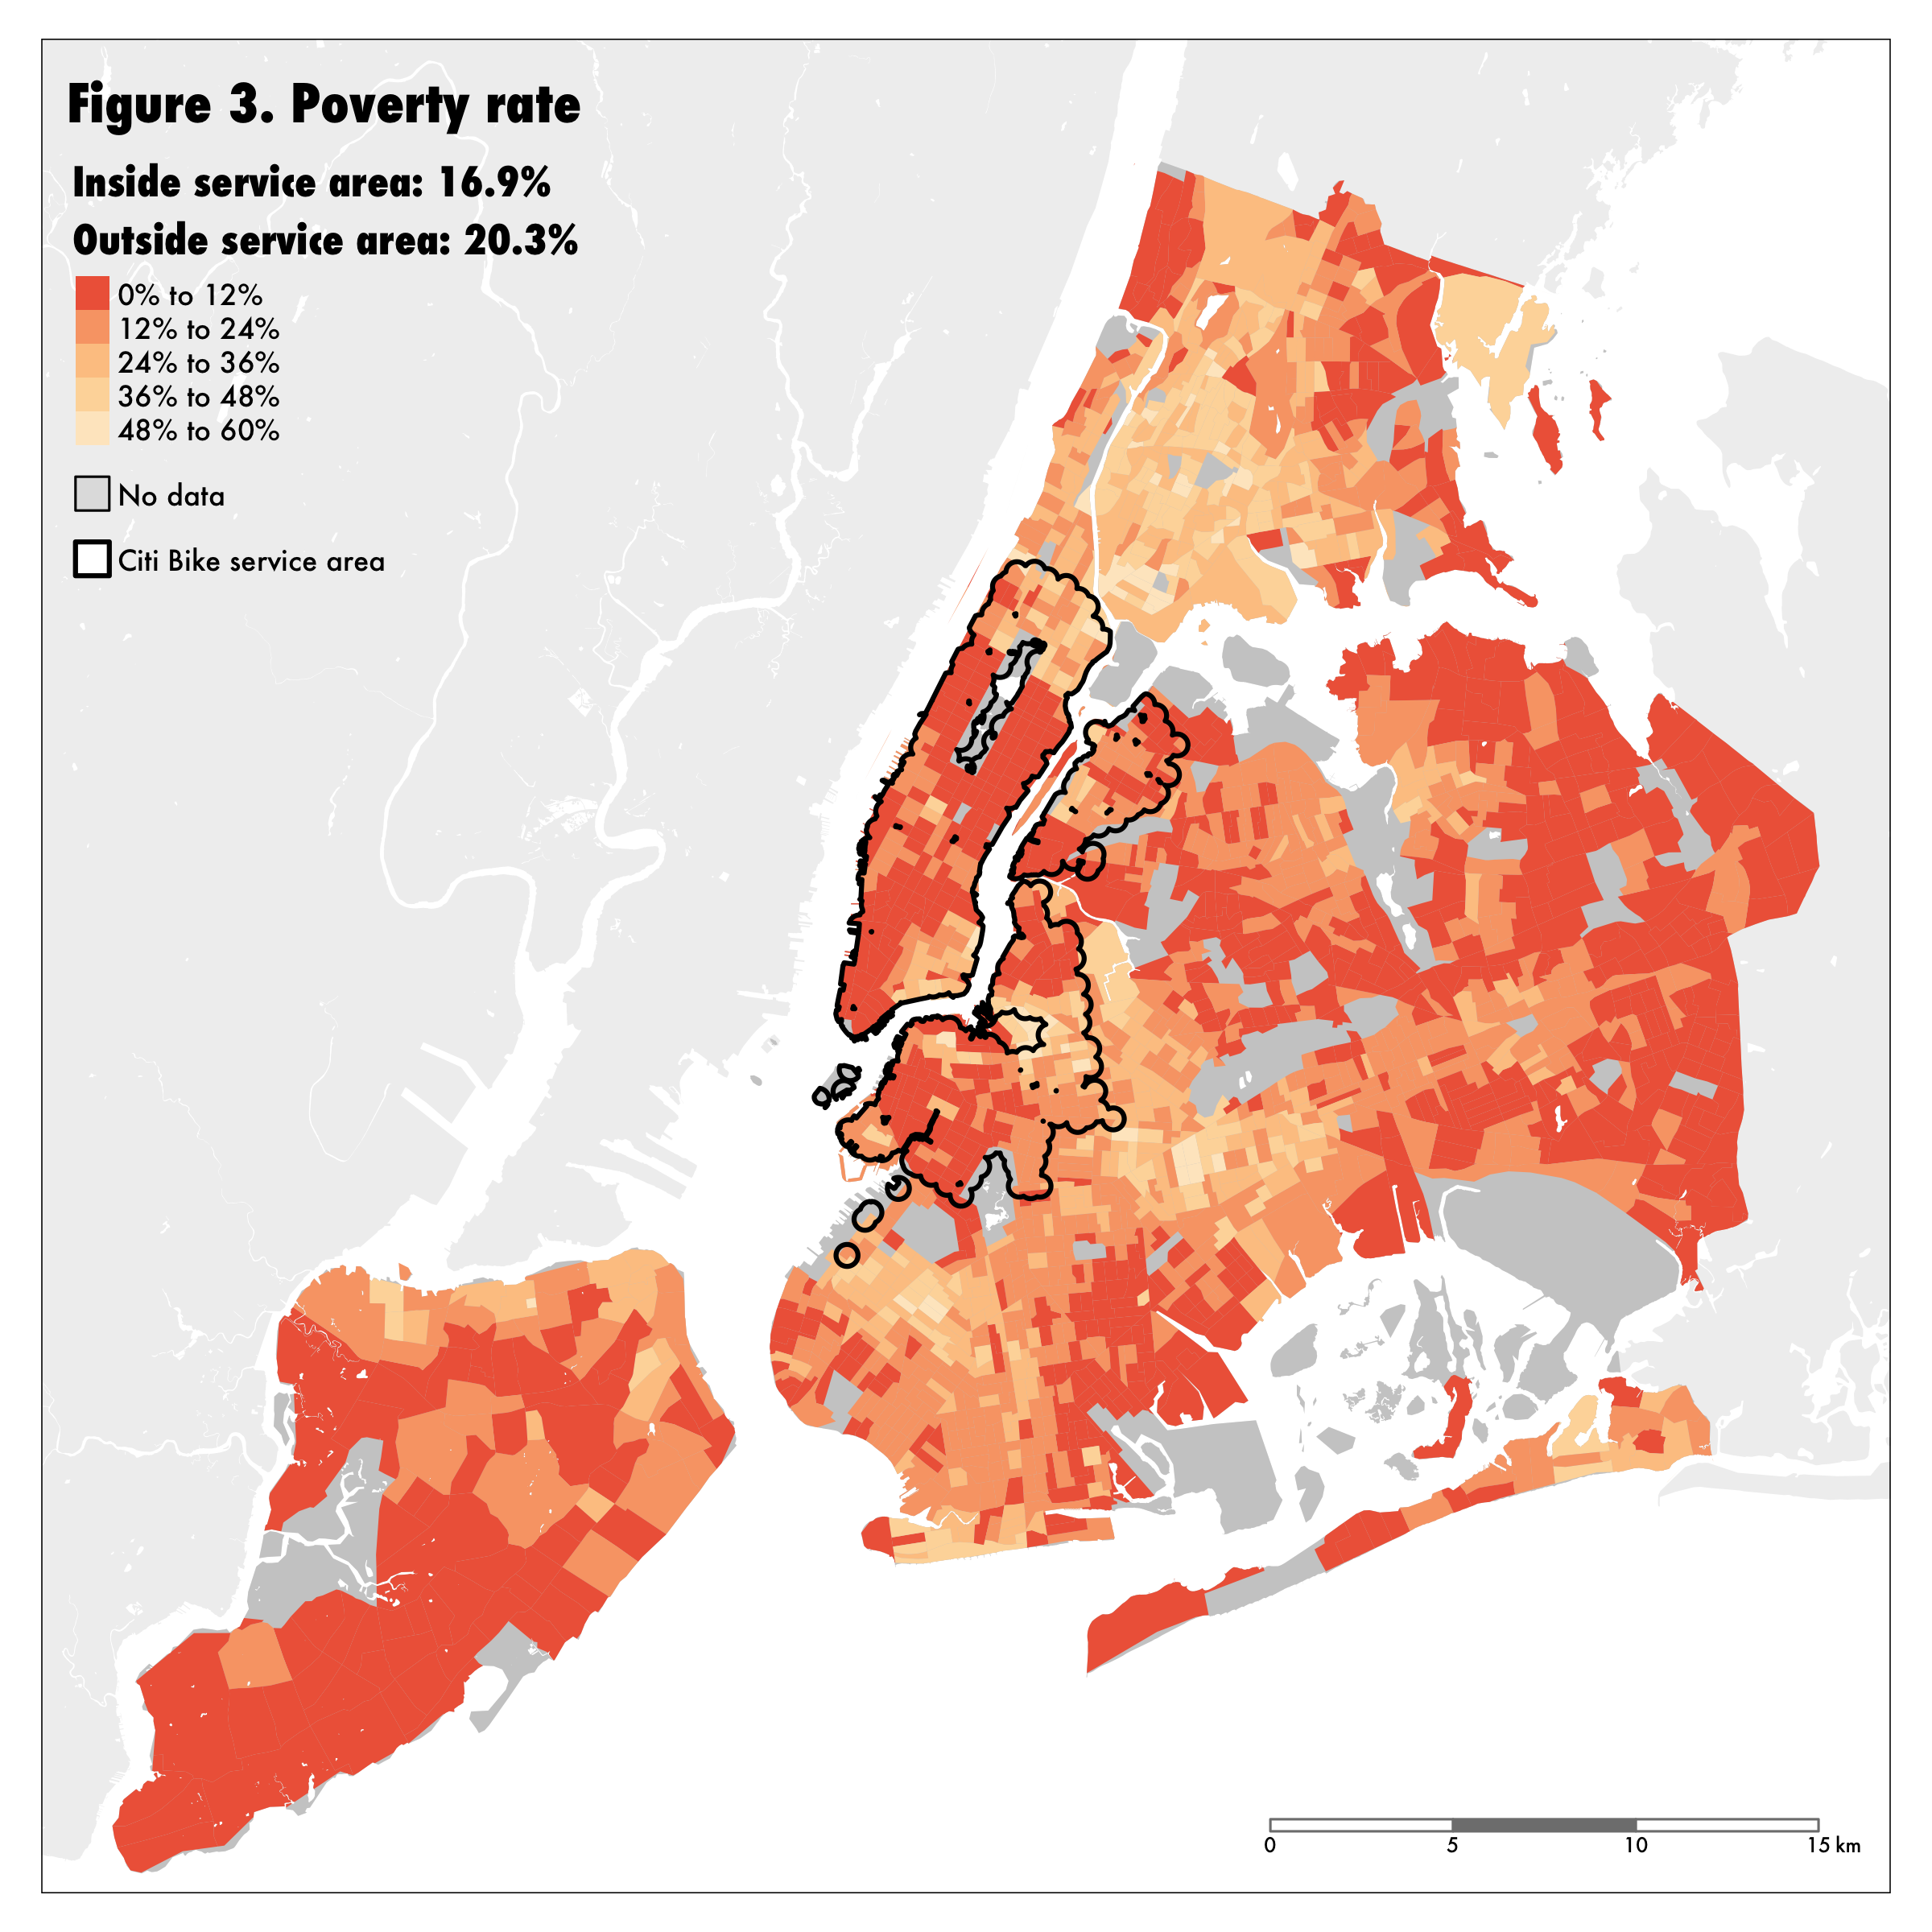 Figure 3. Poverty rate
Inside service area: 16.9%
Outside service area: 20.3%
0% to 12%
12% to 24%
24% to 36%
36% to 48%
48% to 60%
No data
Citi Bike service area
0 5 10 15 km